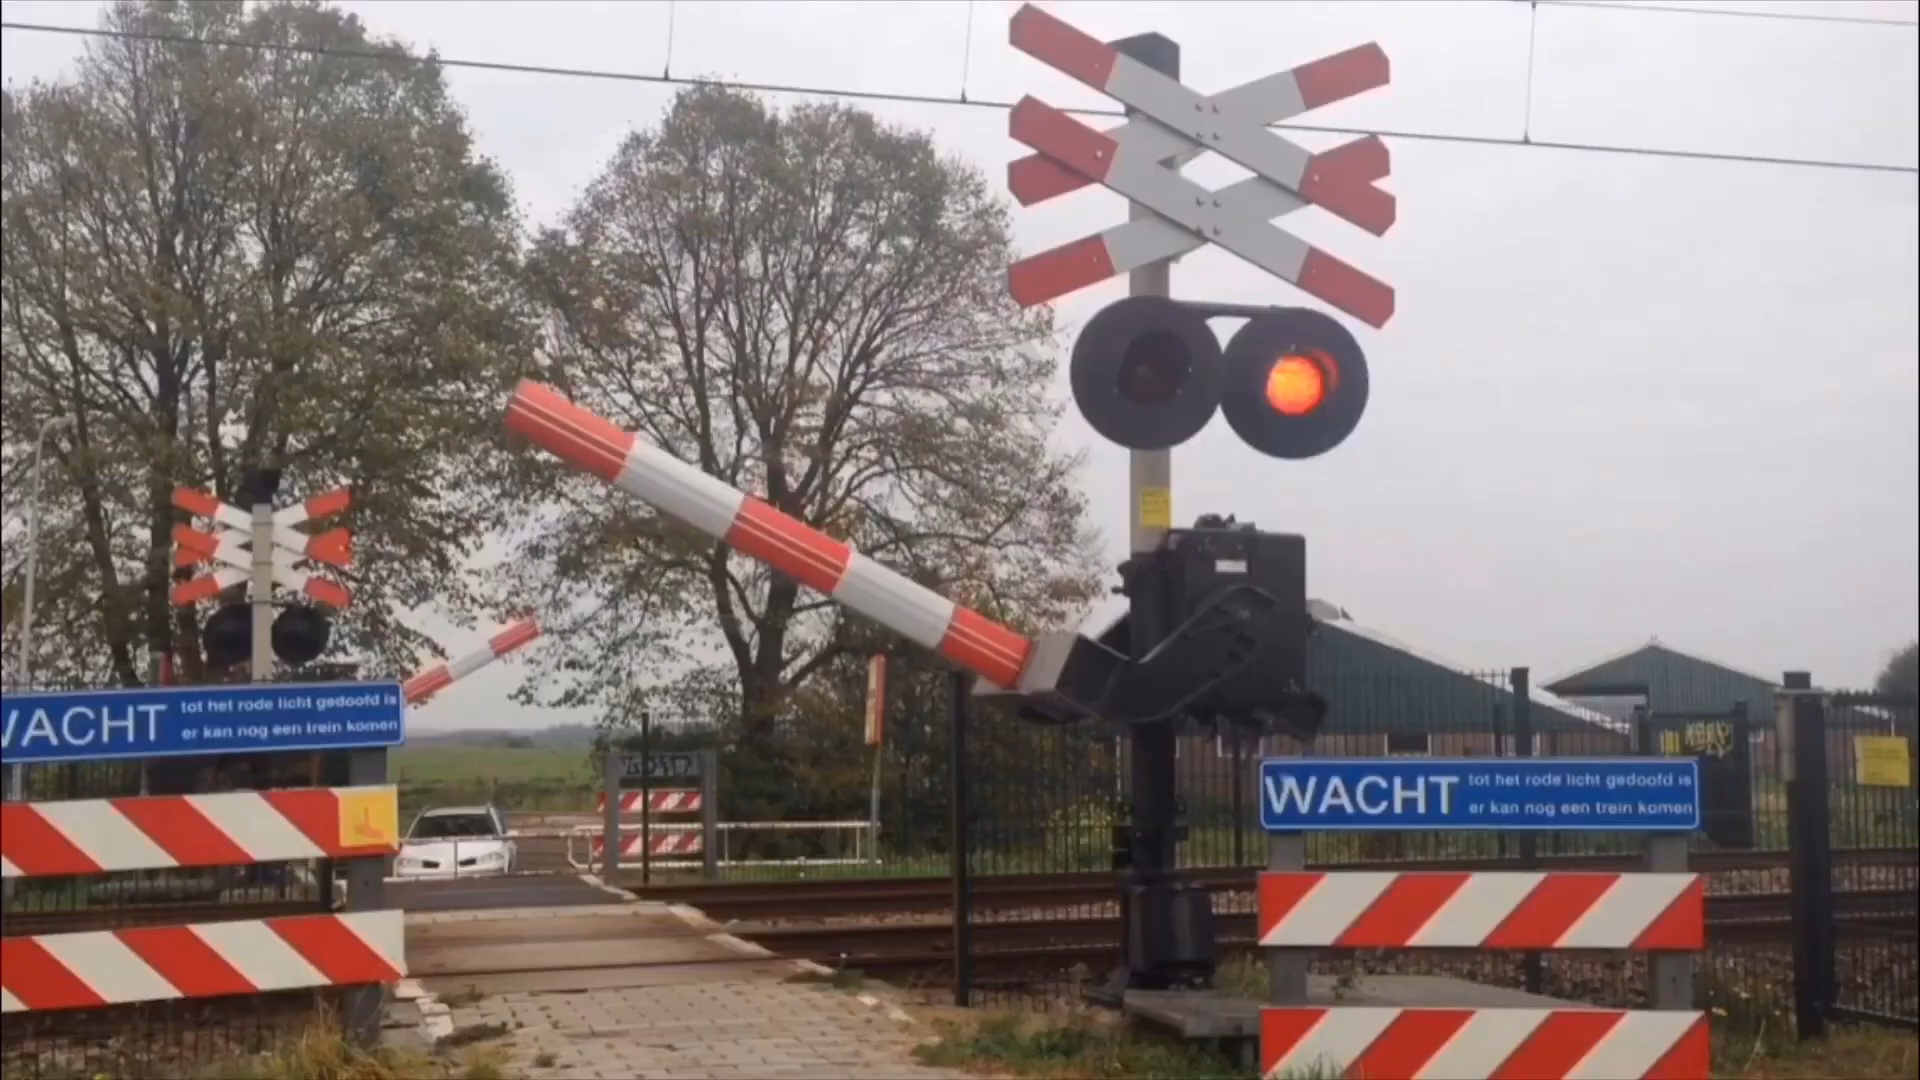 WACHT tot het rode licht gedoofd is
er kan nog een trein komen
WACHT tot het rode licht gedoofd is
er kan nog een trein komen